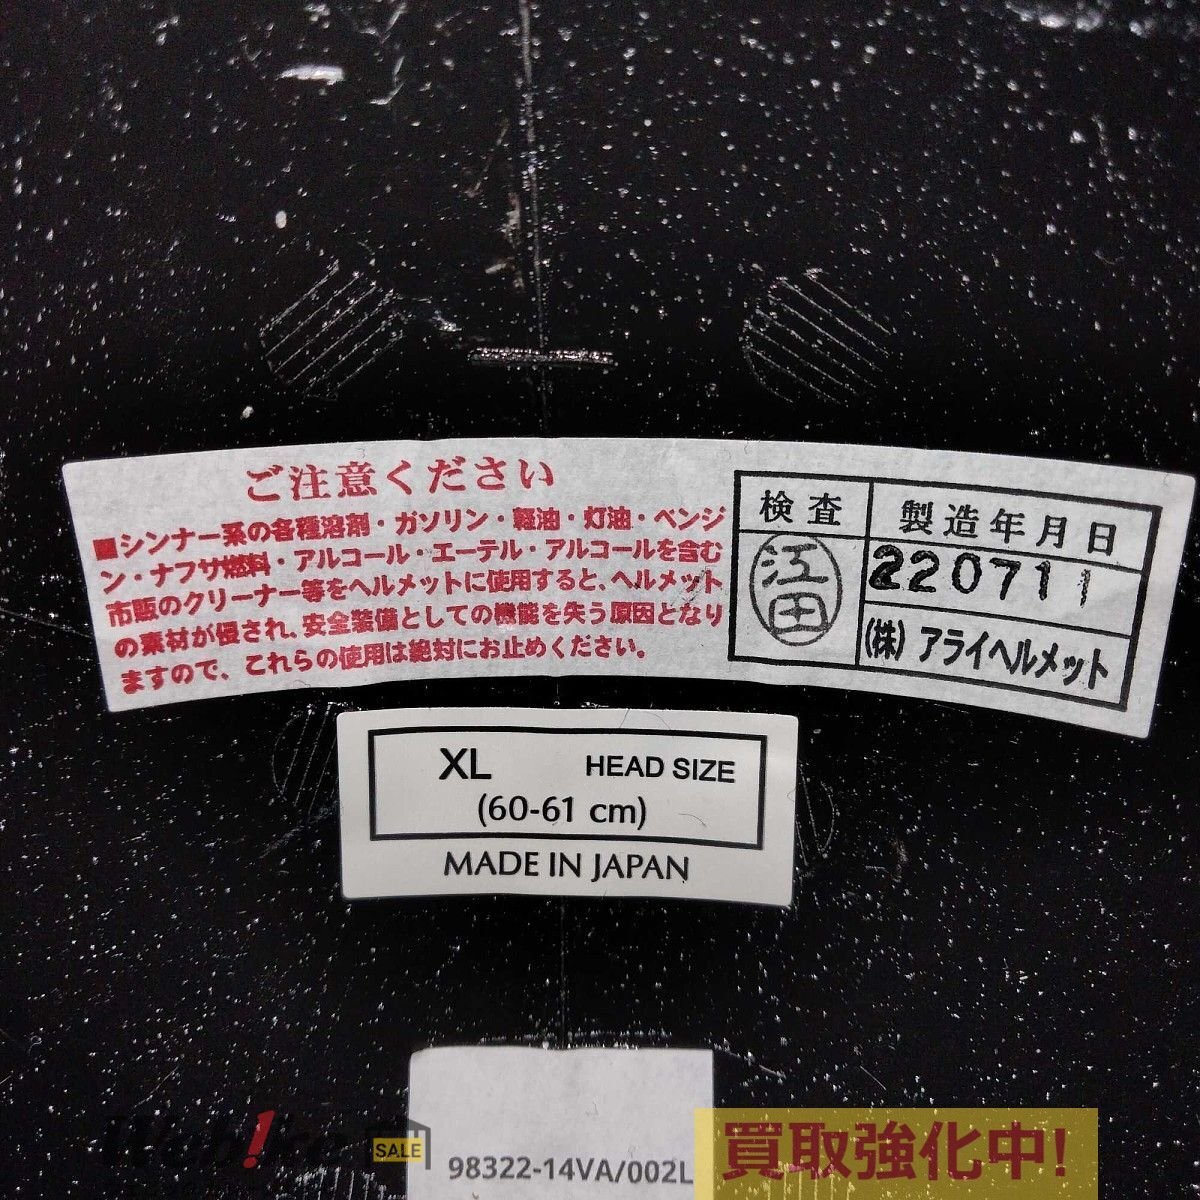 ご注意ください
■シンナー系の各種溶剤・ガソリン・軽油・灯油・ベンジ
ン・ナフサ燃料・アルコール・エーテル・アルコールを含む
市販のクリーナー等をヘルメットに使用すると、ヘルメット
の素材が侵され、安全装備としての機能を失う原因となり
ますので、これらの使用は絶対にお止めください。
検査
江田
製造年月日
220711
(株)アライヘルメット
XL HEAD SIZE
(60-61 cm)
MADE IN JAPAN
98322-14VA/002L
Web!ke
SALE
買取強化中!